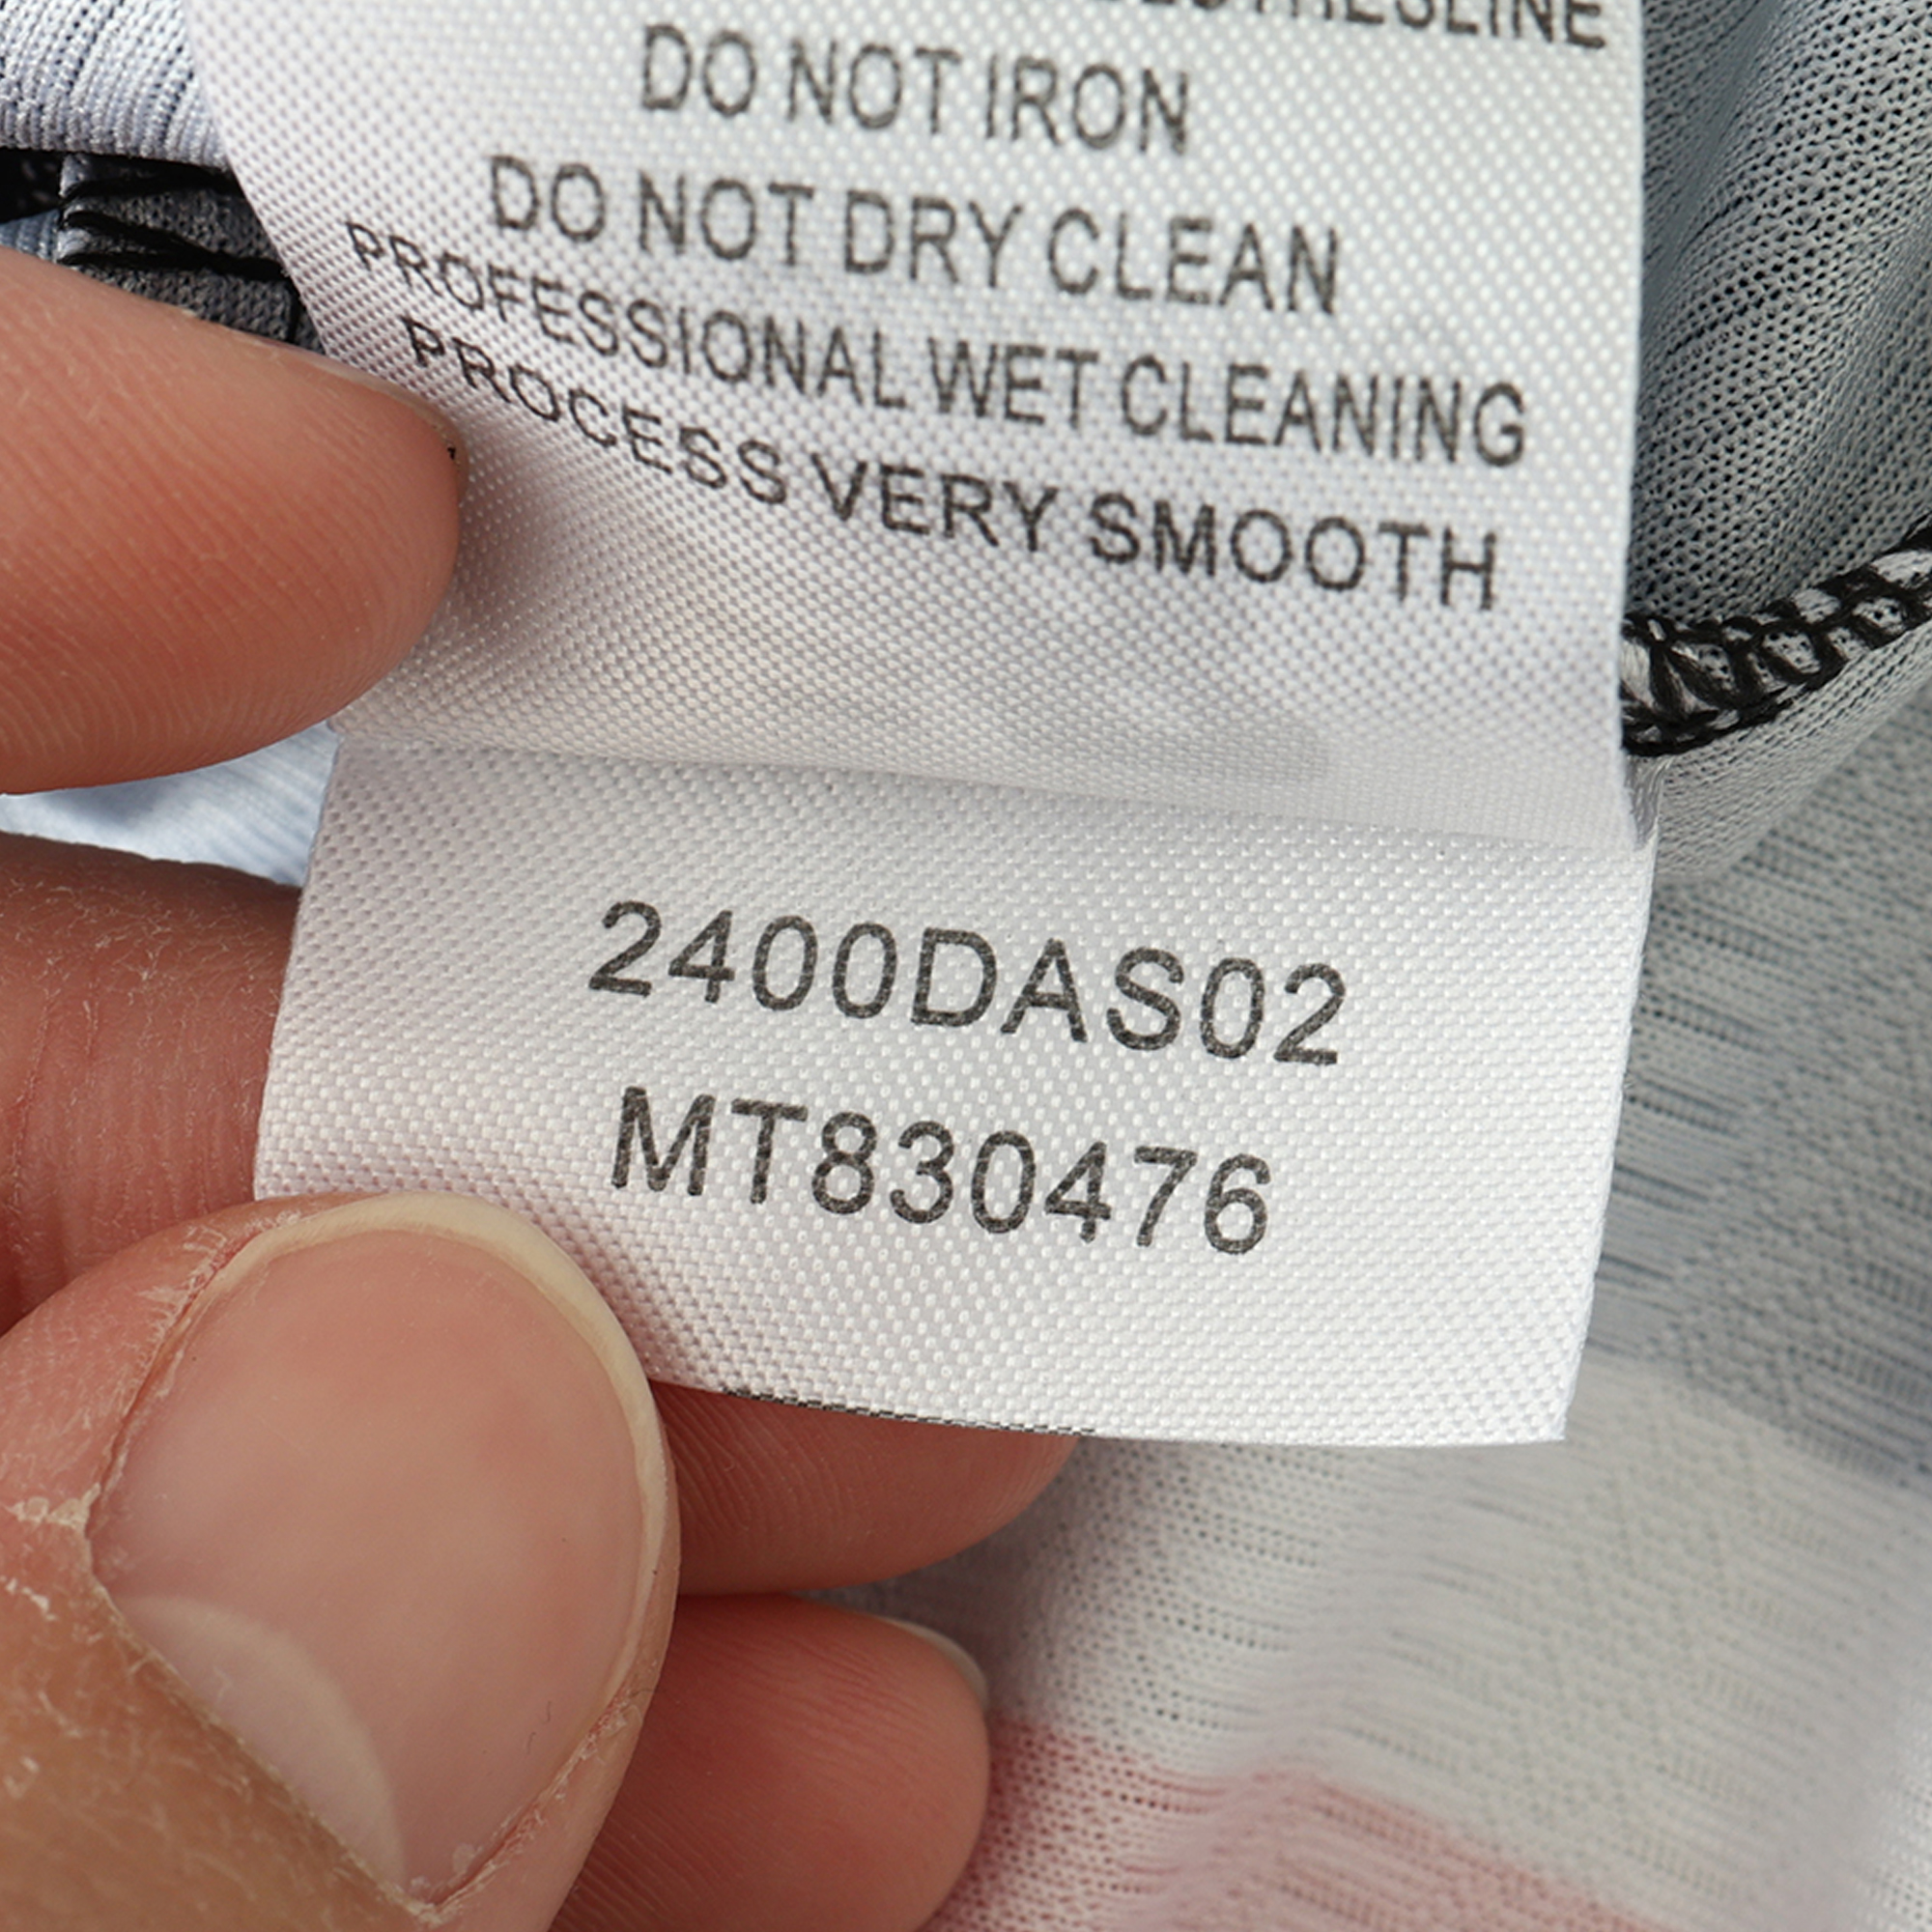 DO NOT IRON
DO NOT DRY CLEAN
PROFESSIONAL WET CLEANING
PROCESS VERY SMOOTH
2400DAS02
MT830476